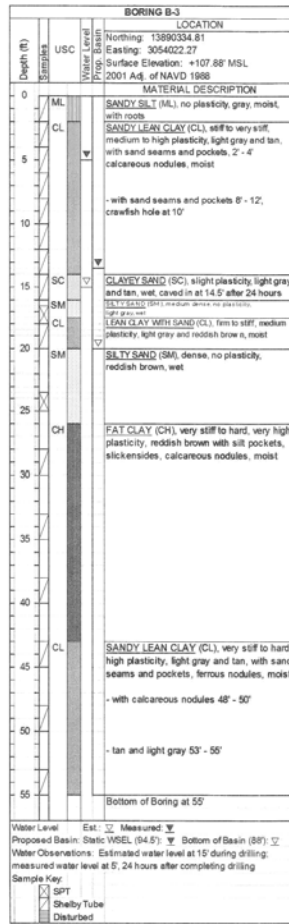 BORING B-3
LOCATION
Northing: 13890334.81
Easting: 3054022.27
Surface Elevation: +107.88' MSL
2001 Adj. of NAVD 1988
Depth (ft)
Samples
USC
Water Level
Prop. Basin
MATERIAL DESCRIPTION
0
ML
SANDY SILT (ML), no plasticity, gray, moist,
with roots
CL
SANDY LEAN CLAY (CL), stiff to very stiff,
medium to high plasticity, light gray and tan,
with sand seams and pockets, 2' - 4'
calcareous nodules, moist
5
- with sand seams and pockets 8' - 12',
crawfish hole at 10'
10
15
SC
CLAYEY SAND (SC), slight plasticity, light gray
and tan, wet, caved in at 14.5' after 24 hours
SM
SILTY SAND (SM), medium dense, no plasticity,
light gray, wet
CL
LEAN CLAY WITH SAND (CL), firm to stiff, medium
plasticity, light gray and reddish brown, moist
20
SM
SILTY SAND (SM), dense, no plasticity,
reddish brown, wet
25
CH
FAT CLAY (CH), very stiff to hard, very high
plasticity, reddish brown with silt pockets,
slickensides, calcareous nodules, moist
30
35
40
CL
SANDY LEAN CLAY (CL), very stiff to hard
high plasticity, light gray and tan, with sand
seams and pockets, ferrous nodules, moist
45
- with calcareous nodules 48' - 50'
50
- tan and light gray 53' - 55'
55
Bottom of Boring at 55'
Water Level Est.: ▽ Measured: ▼
Proposed Basin: Static WSEL (94.5'): ▼ Bottom of Basin (88'): ▽
Water Observations: Estimated water level at 15' during drilling;
measured water level at 5', 24 hours after completing drilling
Sample Key:
SPT
Shelby Tube
Disturbed